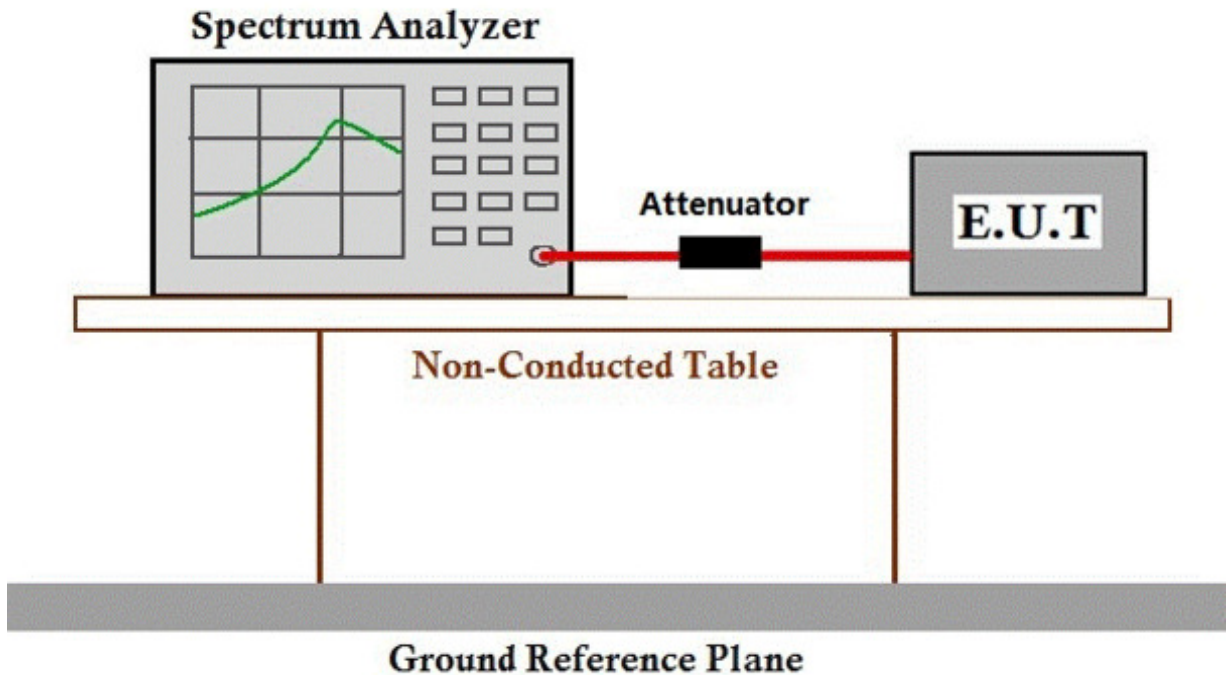 Spectrum Analyzer
Attenuator
E.U.T
Non-Conducted Table
Ground Reference Plane